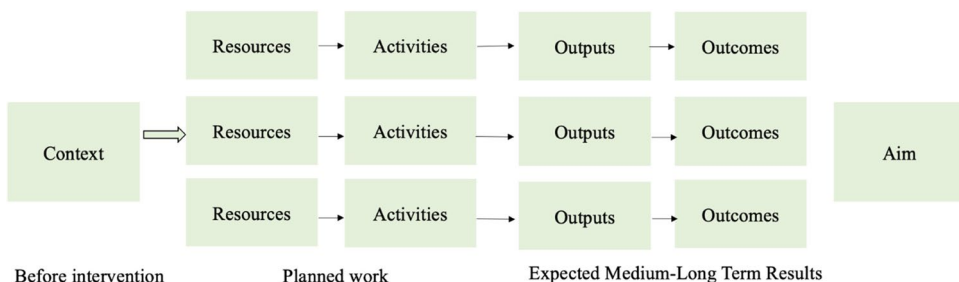 Resources
Activities
Outputs
Outcomes
Context
Resources
Activities
Outputs
Outcomes
Aim
Resources
Activities
Outputs
Outcomes
Before intervention
Planned work
Expected Medium-Long Term Results